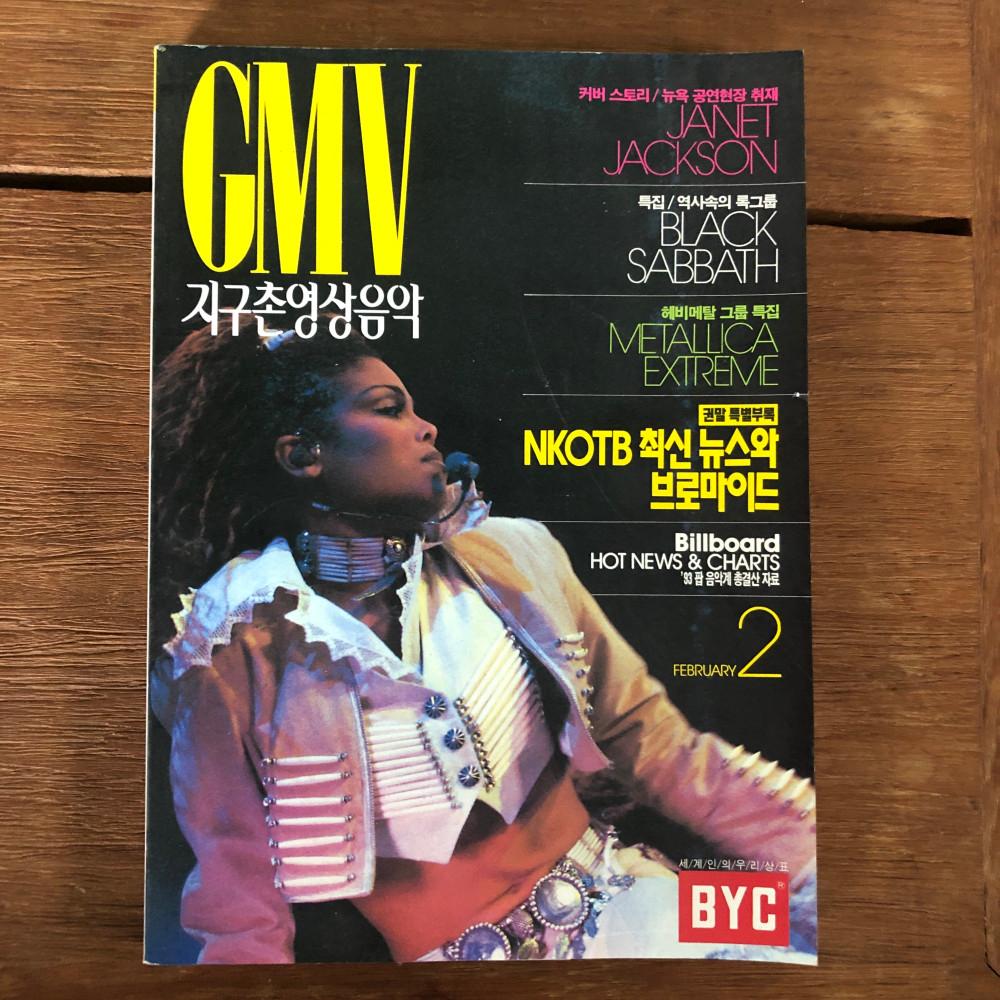 GMV
지구촌영상음악
커버 스토리 / 뉴욕 공연현장 취재
JANET
JACKSON
특집 / 역사속의 록그룹
BLACK
SABBATH
헤비메탈 그룹 특집
METALLICA
EXTREME
권말 특별부록
NKOTB 최신 뉴스와
브로마이드
Billboard
HOT NEWS & CHARTS
'93 팝 음악계 총결산 자료
FEBRUARY 2
세/계/인/의/우/리/상/표
BYC®